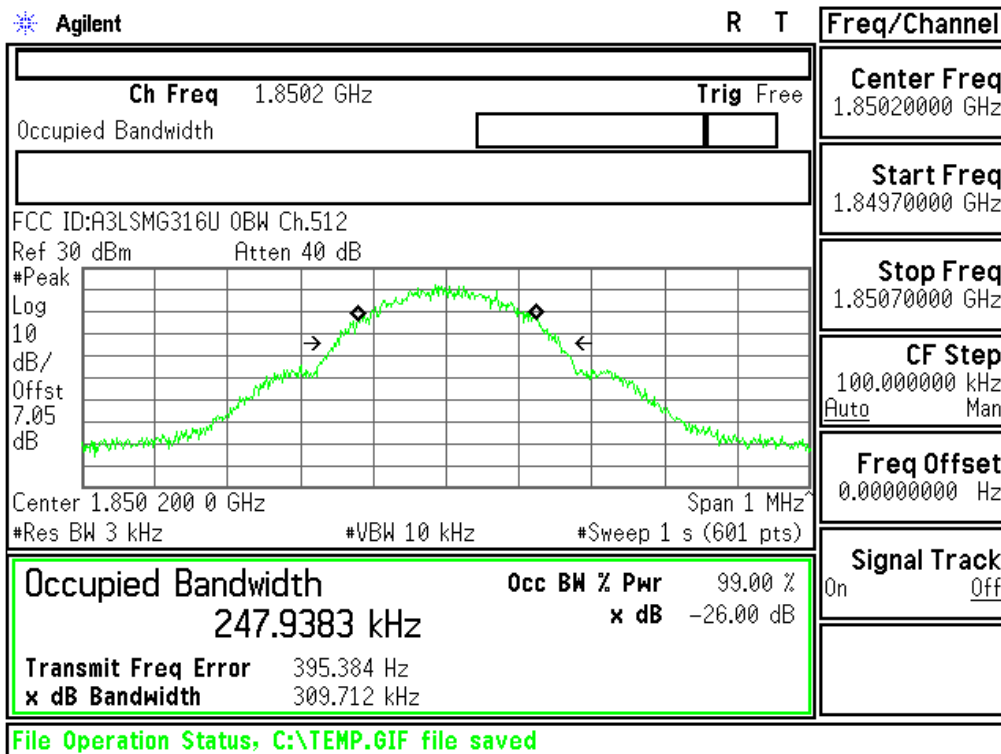 Agilent R T
Ch Freq 1.8502 GHz Trig Free
Occupied Bandwidth
FCC ID:A3LSMG316U OBW Ch.512
Ref 30 dBm Atten 40 dB
#Peak
Log
10
dB/
Offst
7.05
dB
Center 1.850 200 0 GHz Span 1 MHz^
#Res BW 3 kHz #VBW 10 kHz #Sweep 1 s (601 pts)
Occupied Bandwidth
247.9383 kHz
Occ BW % Pwr 99.00 %
x dB -26.00 dB
Transmit Freq Error 395.384 Hz
x dB Bandwidth 309.712 kHz
File Operation Status, C:\TEMP.GIF file saved
Freq/Channel
Center Freq
1.85020000 GHz
Start Freq
1.84970000 GHz
Stop Freq
1.85070000 GHz
CF Step
100.000000 kHz
Auto Man
Freq Offset
0.00000000 Hz
Signal Track
On Off